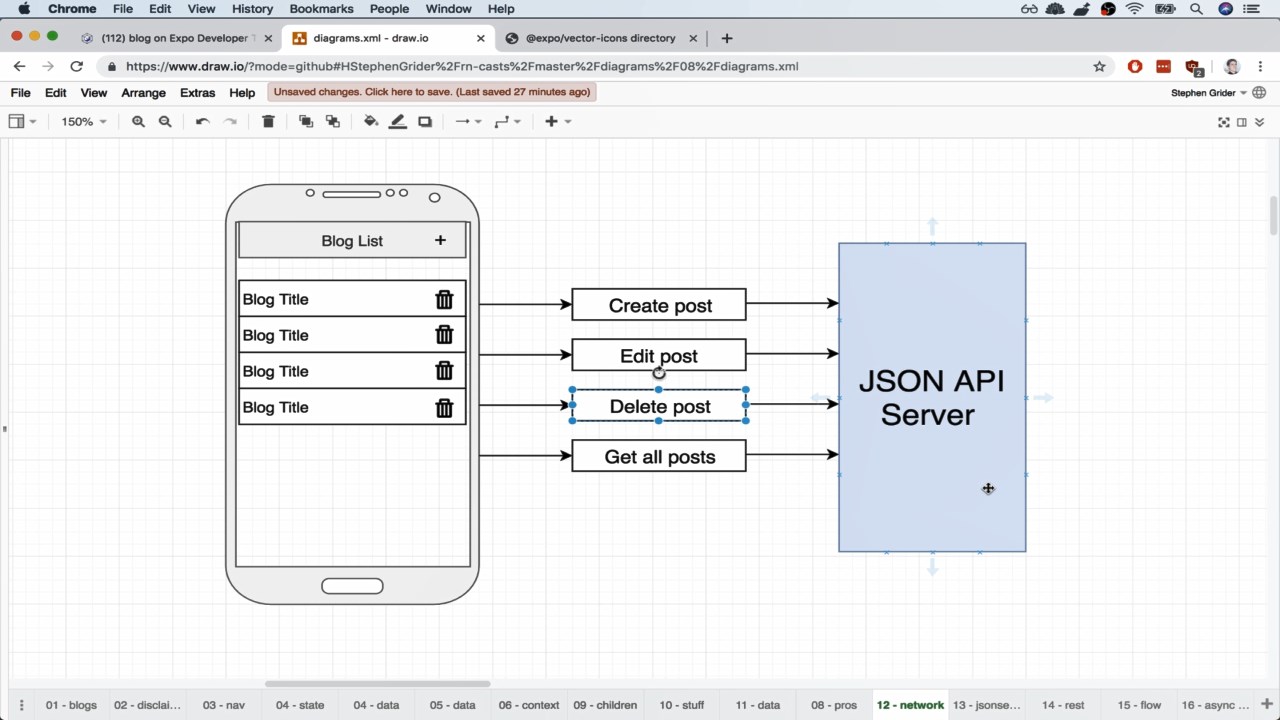 Chrome File Edit View History Bookmarks People Window Help
(112) blog on Expo Developer T
diagrams.xml - draw.io
@expo/vector-icons directory
https://www.draw.io/?mode=github#HStephenGrider%2Frn-casts%2Fmaster%2Fdiagrams%2F08%2Fdiagrams.xml
2
File Edit View Arrange Extras Help
Unsaved changes. Click here to save. (Last saved 27 minutes ago)
Stephen Grider
150%
Blog List +
Blog Title
Blog Title
Blog Title
Blog Title
Create post
Edit post
Delete post
Get all posts
JSON API
Server
01 - blogs
02 - disclai...
03 - nav
04 - state
04 - data
05 - data
06 - context
09 - children
10 - stuff
11 - data
08 - pros
12 - network
13 - jsonse...
14 - rest
15 - flow
16 - async ...